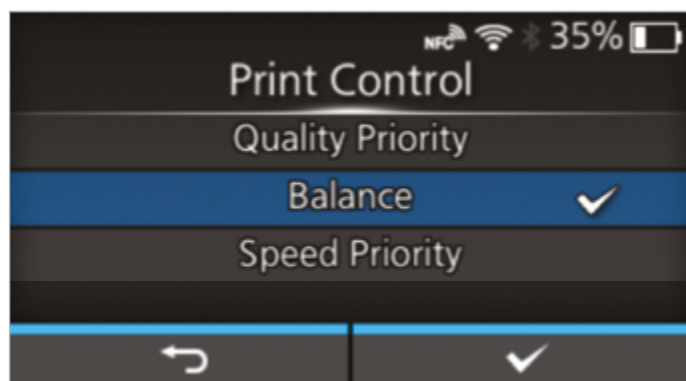 NFC 35%
Print Control
Quality Priority
Balance
Speed Priority